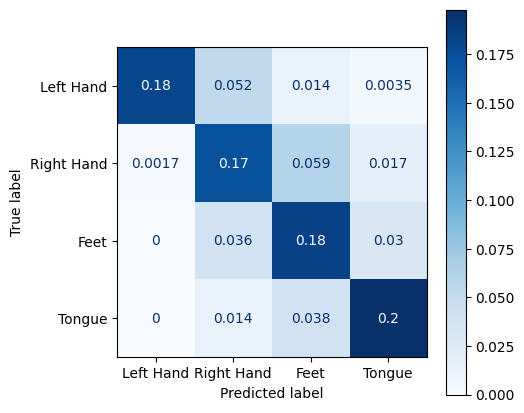 Left Hand 0.18 0.052 0.014 0.0035
Right Hand 0.0017 0.17 0.059 0.017
Feet 0 0.036 0.18 0.03
Tongue 0 0.014 0.038 0.2
Left Hand Right Hand Feet Tongue
Predicted label
True label
0.175
0.150
0.125
0.100
0.075
0.050
0.025
0.000